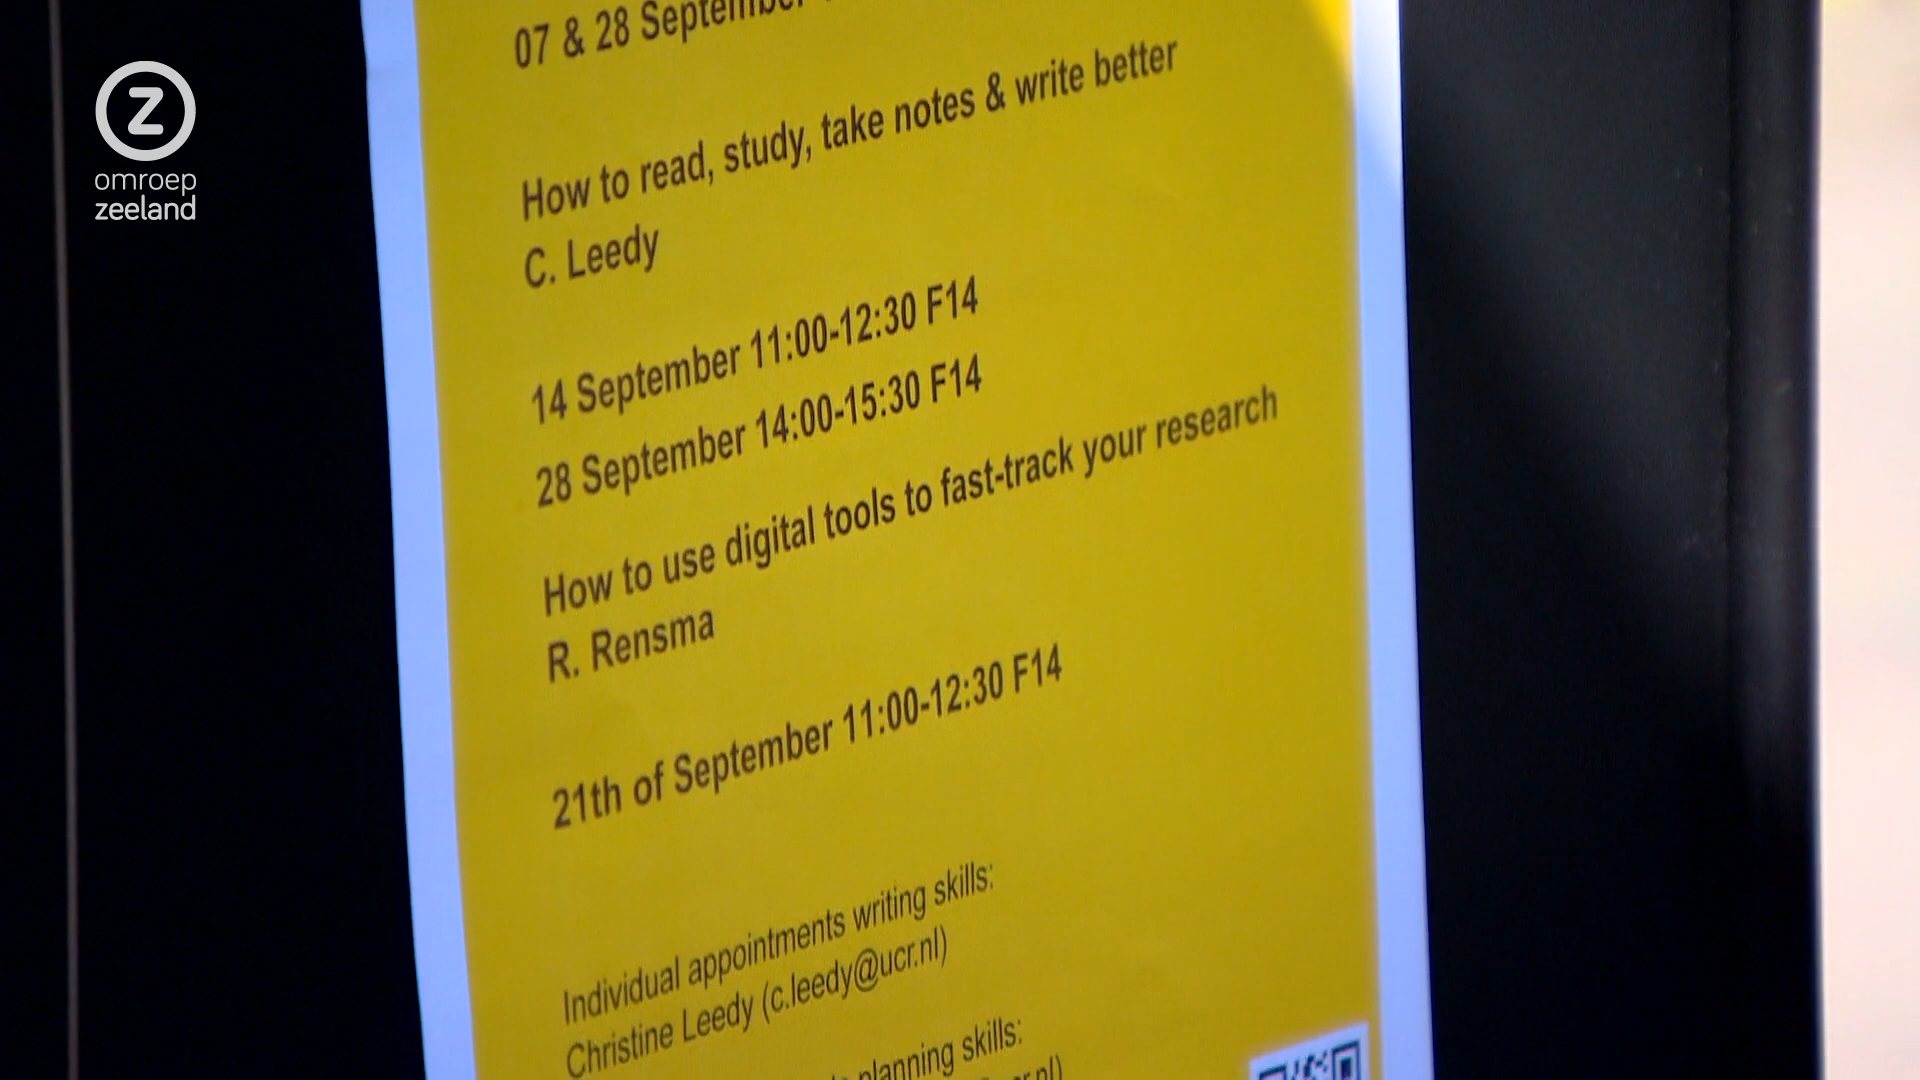 omroep
zeeland
07 & 28 September
How to read, study, take notes & write better
C. Leedy
14 September 11:00-12:30 F14
28 September 14:00-15:30 F14
How to use digital tools to fast-track your research
R. Rensma
21th of September 11:00-12:30 F14
Individual appointments writing skills:
Christine Leedy (c.leedy@ucr.nl)
planning skills: